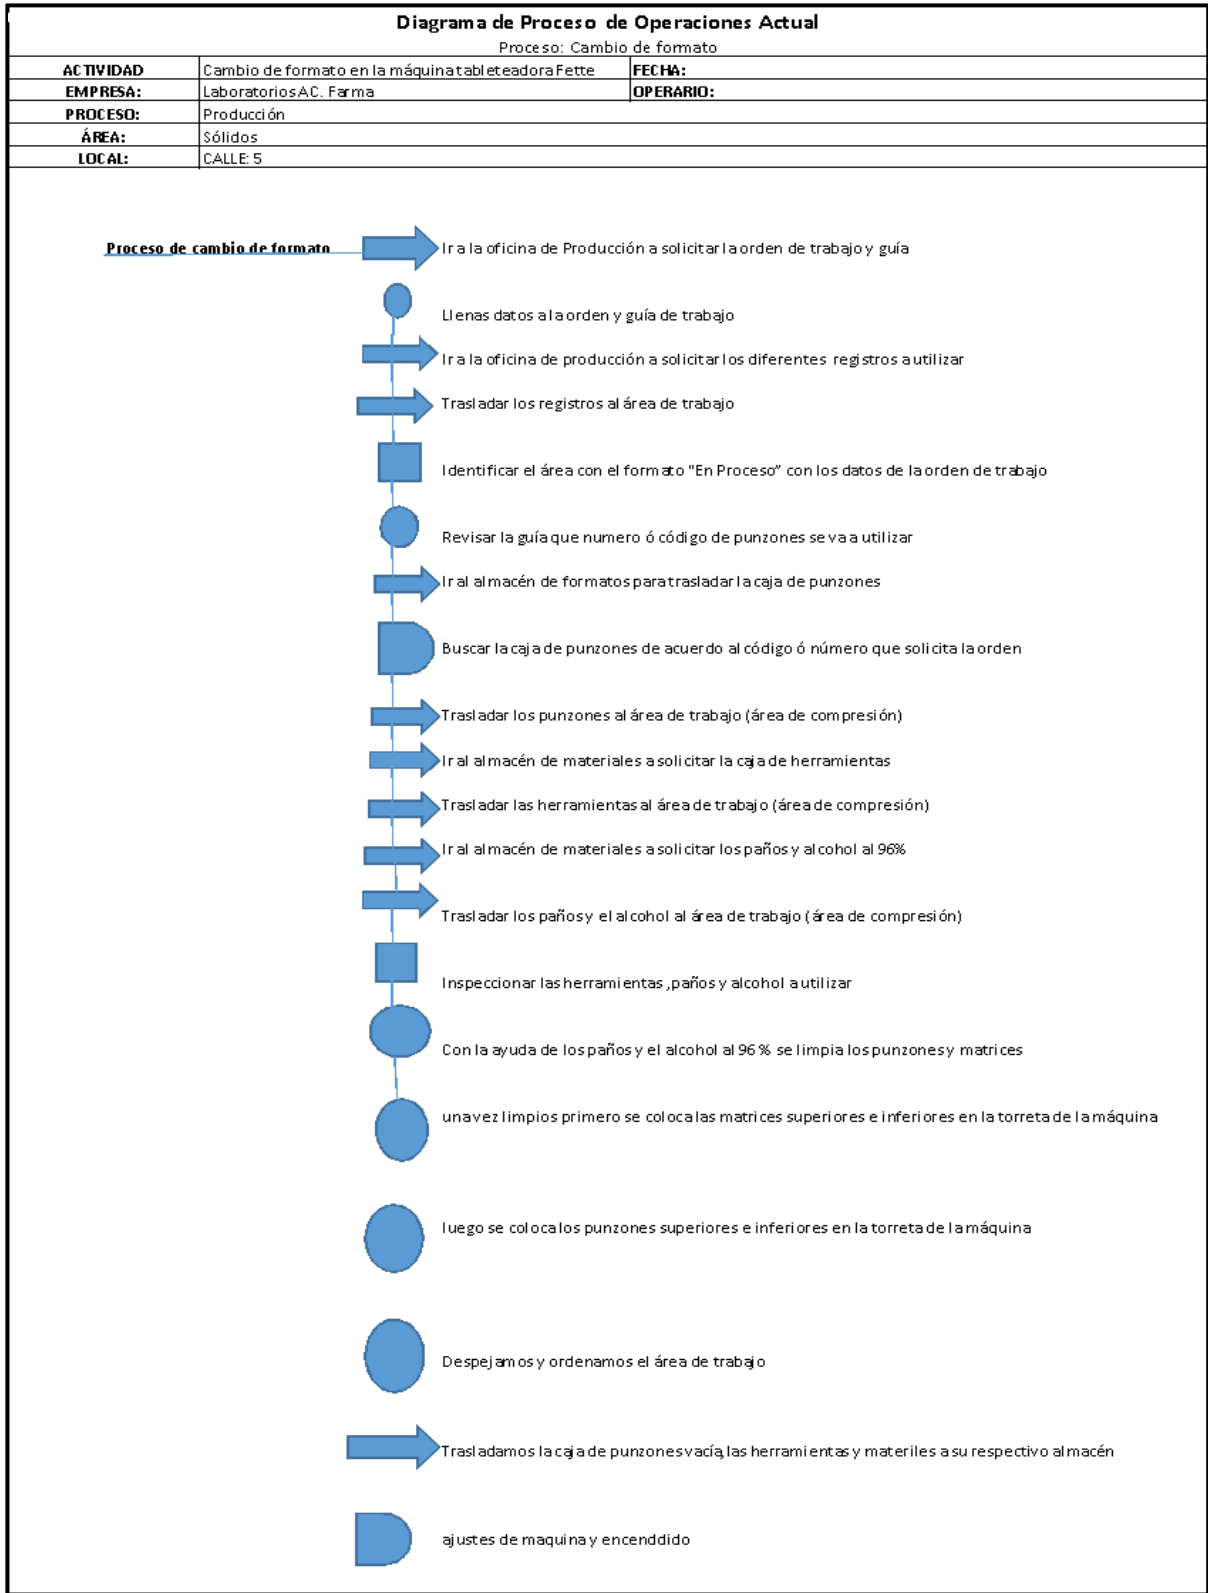 Diagrama de Proceso de Operaciones Actual
Proceso: Cambio de formato
ACTIVIDAD Cambio de formato en la máquina tableteadora Fette FECHA:
EMPRESA: Laboratorios AC. Farma OPERARIO:
PROCESO: Producción
ÁREA: Sólidos
LOCAL: CALLE: 5
Proceso de cambio de formato Ir a la oficina de Producción a solicitar la orden de trabajo y guía
Llenas datos a la orden y guía de trabajo
Ir a la oficina de producción a solicitar los diferentes registros a utilizar
Trasladar los registros al área de trabajo
Identificar el área con el formato "En Proceso" con los datos de la orden de trabajo
Revisar la guía que numero ó código de punzones se va a utilizar
Ir al almacén de formatos para trasladar la caja de punzones
Buscar la caja de punzones de acuerdo al código ó número que solicita la orden
Trasladar los punzones al área de trabajo (área de compresión)
Ir al almacén de materiales a solicitar la caja de herramientas
Trasladar las herramientas al área de trabajo (área de compresión)
Ir al almacén de materiales a solicitar los paños y alcohol al 96%
Trasladar los paños y el alcohol al área de trabajo (área de compresión)
Inspeccionar las herramientas ,paños y alcohol a utilizar
Con la ayuda de los paños y el alcohol al 96 % se limpia los punzones y matrices
una vez limpios primero se coloca las matrices superiores e inferiores en la torreta de la máquina
luego se coloca los punzones superiores e inferiores en la torreta de la máquina
Despejamos y ordenamos el área de trabajo
Trasladamos la caja de punzones vacía, las herramientas y materiles a su respectivo almacén
ajustes de maquina y encenddido